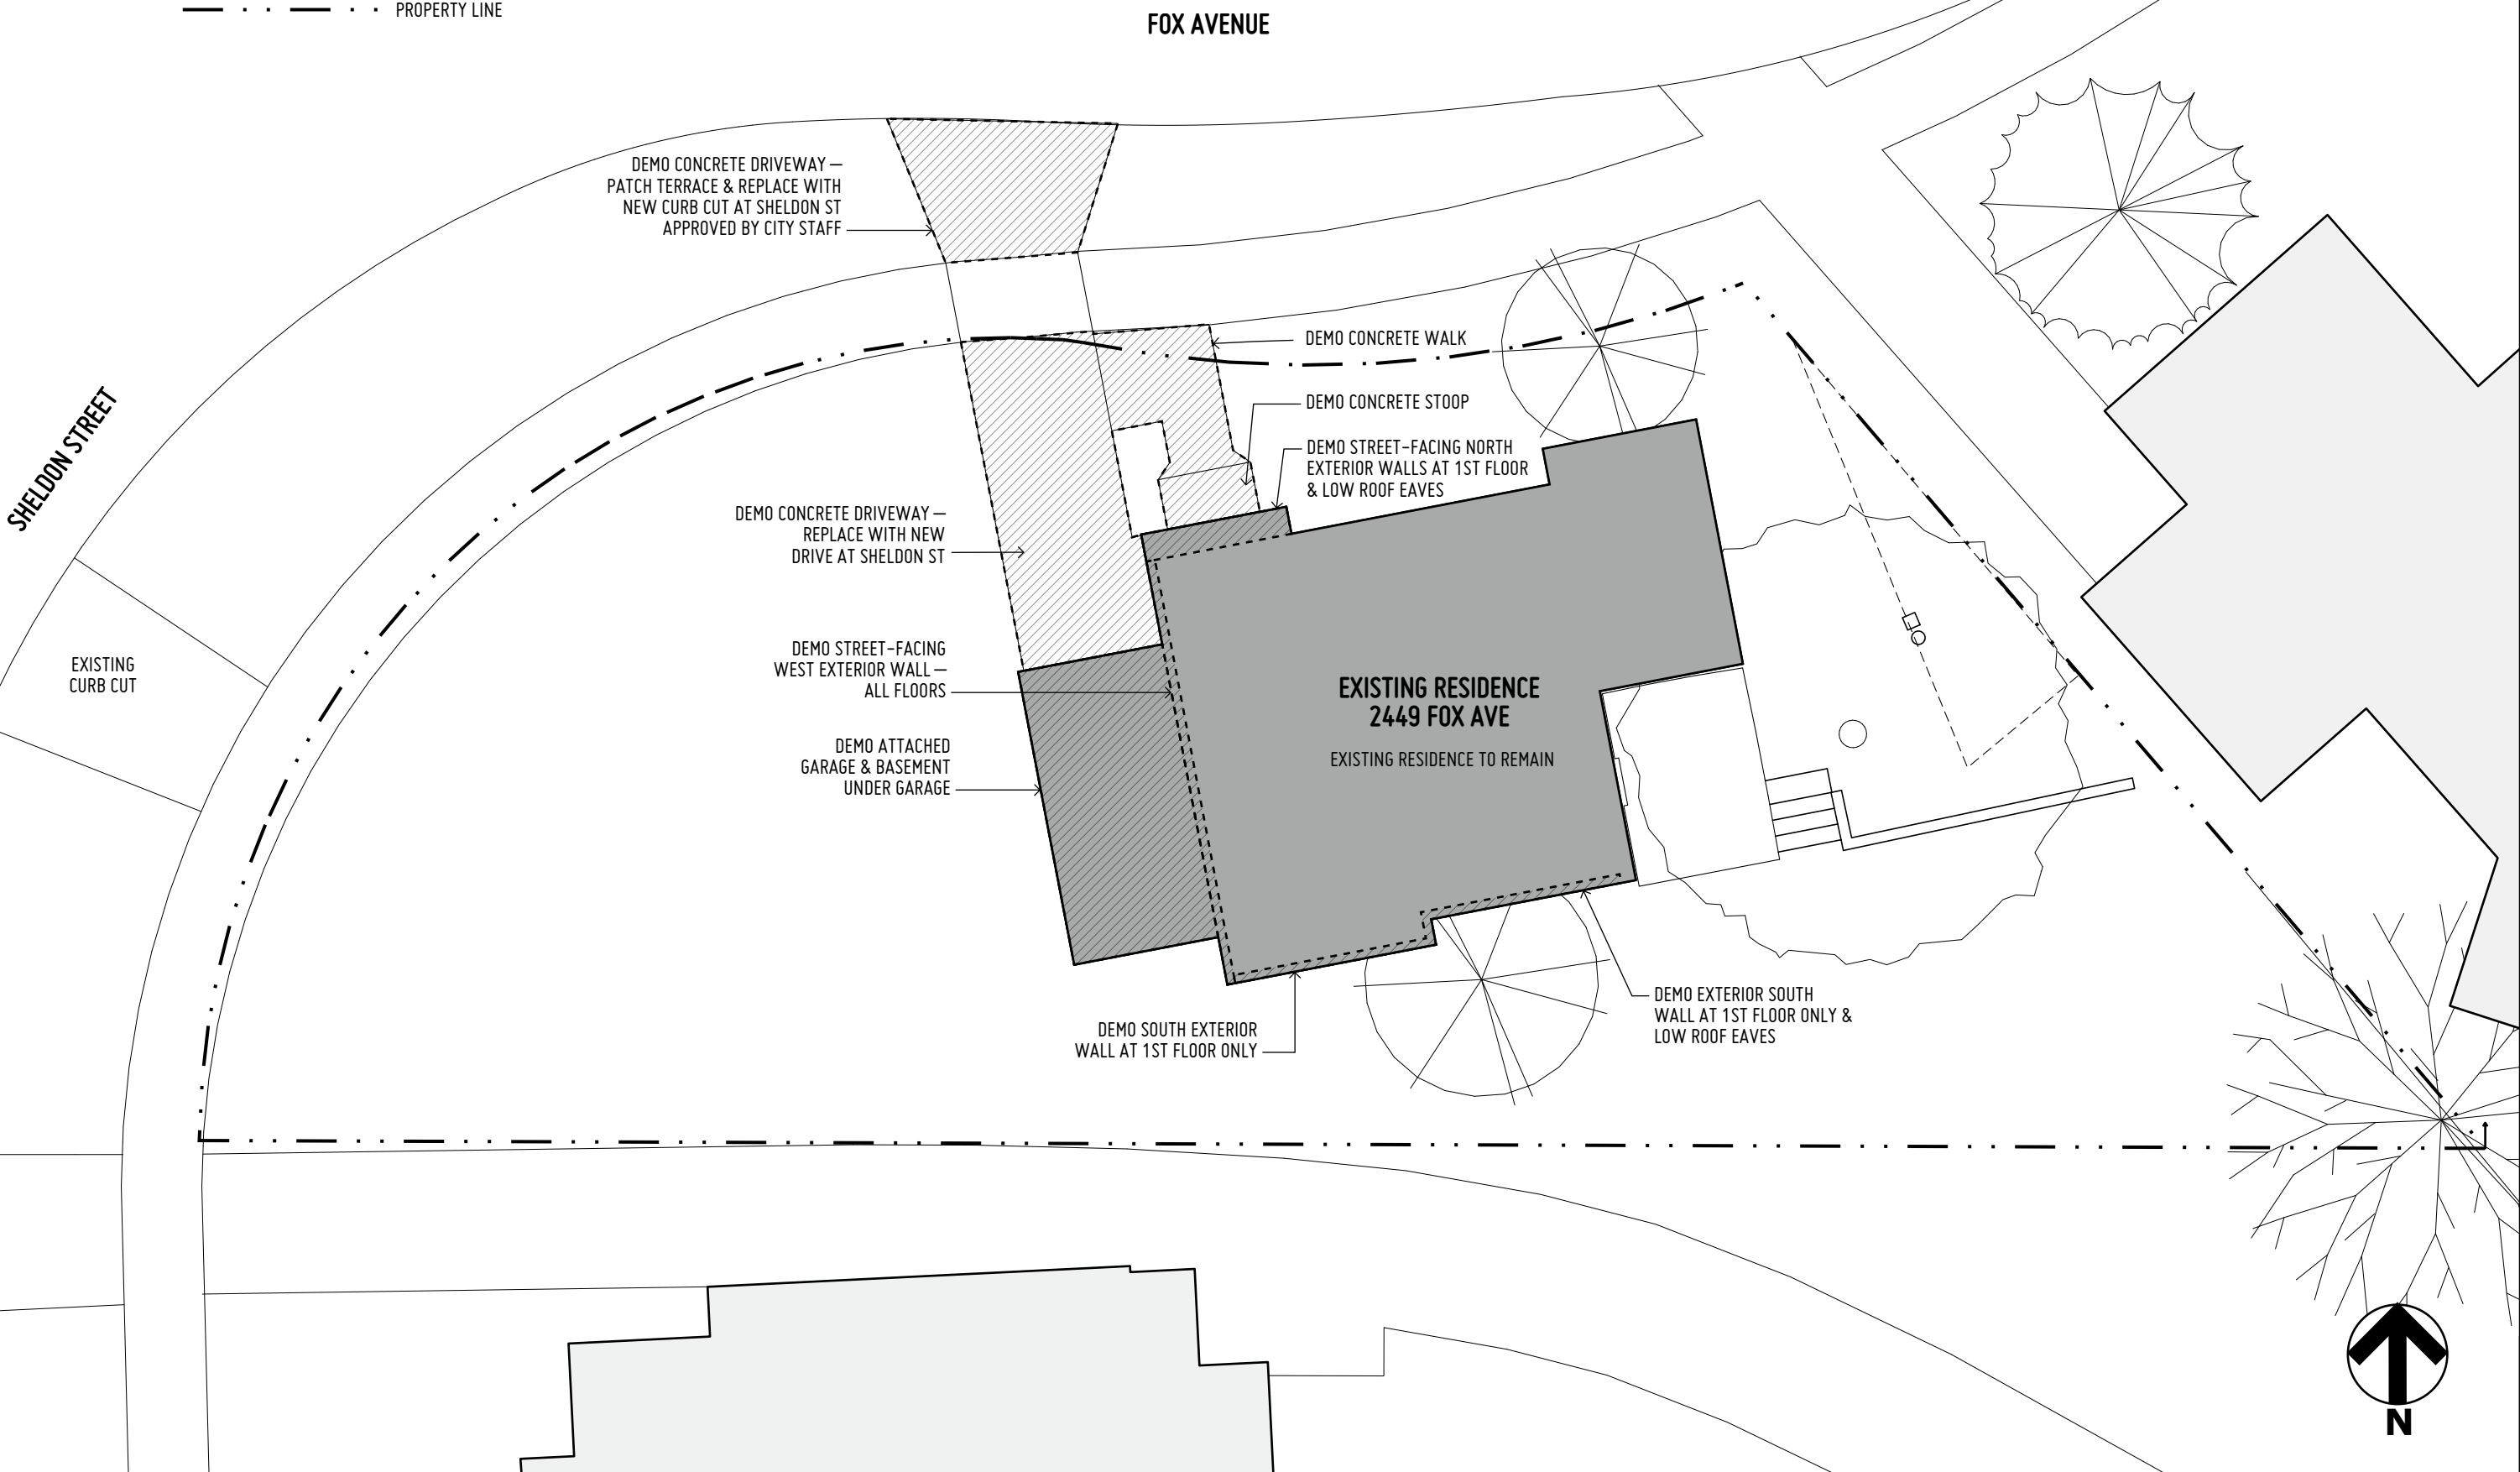 PROPERTY LINE
FOX AVENUE
DEMO CONCRETE DRIVEWAY —
PATCH TERRACE & REPLACE WITH
NEW CURB CUT AT SHELDON ST
APPROVED BY CITY STAFF
DEMO CONCRETE WALK
DEMO CONCRETE STOOP
DEMO STREET-FACING NORTH
EXTERIOR WALLS AT 1ST FLOOR
& LOW ROOF EAVES
SHELDON STREET
DEMO CONCRETE DRIVEWAY —
REPLACE WITH NEW
DRIVE AT SHELDON ST
EXISTING
CURB CUT
DEMO STREET-FACING
WEST EXTERIOR WALL —
ALL FLOORS
EXISTING RESIDENCE
2449 FOX AVE
EXISTING RESIDENCE TO REMAIN
DEMO ATTACHED
GARAGE & BASEMENT
UNDER GARAGE
DEMO SOUTH EXTERIOR
WALL AT 1ST FLOOR ONLY
DEMO EXTERIOR SOUTH
WALL AT 1ST FLOOR ONLY &
LOW ROOF EAVES
N